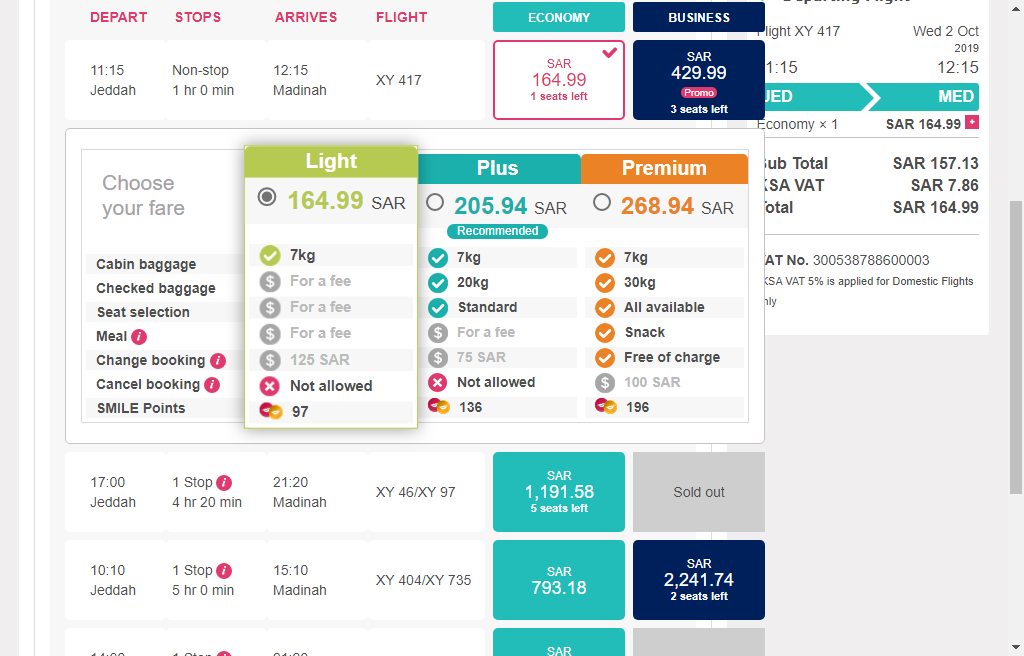 DEPART STOPS ARRIVES FLIGHT ECONOMY BUSINESS
11:15 Non-stop 12:15 XY 417
Jeddah 1 hr 0 min Madinah
SAR
164.99
1 seats left
SAR
429.99
Promo
3 seats left
Flight XY 417 Wed 2 Oct
2019
11:15 12:15
JED MED
Economy × 1 SAR 164.99 +
Sub Total SAR 157.13
KSA VAT SAR 7.86
Total SAR 164.99
VAT No. 300538788600003
KSA VAT 5% is applied for Domestic Flights
only
Choose
your fare
Light Plus Premium
164.99 SAR 205.94 SAR 268.94 SAR
Recommended
Cabin baggage 7kg 7kg 7kg
Checked baggage $ For a fee 20kg 30kg
Seat selection $ For a fee Standard All available
Meal i $ For a fee $ For a fee Snack
Change booking i $ 125 SAR $ 75 SAR Free of charge
Cancel booking i Not allowed Not allowed $ 100 SAR
SMILE Points 97 136 196
17:00 1 Stop i 21:20 XY 46/XY 97
Jeddah 4 hr 20 min Madinah
SAR
1,191.58
5 seats left
Sold out
10:10 1 Stop i 15:10 XY 404/XY 735
Jeddah 5 hr 0 min Madinah
SAR
793.18
SAR
2,241.74
2 seats left
1 Stop
SAR